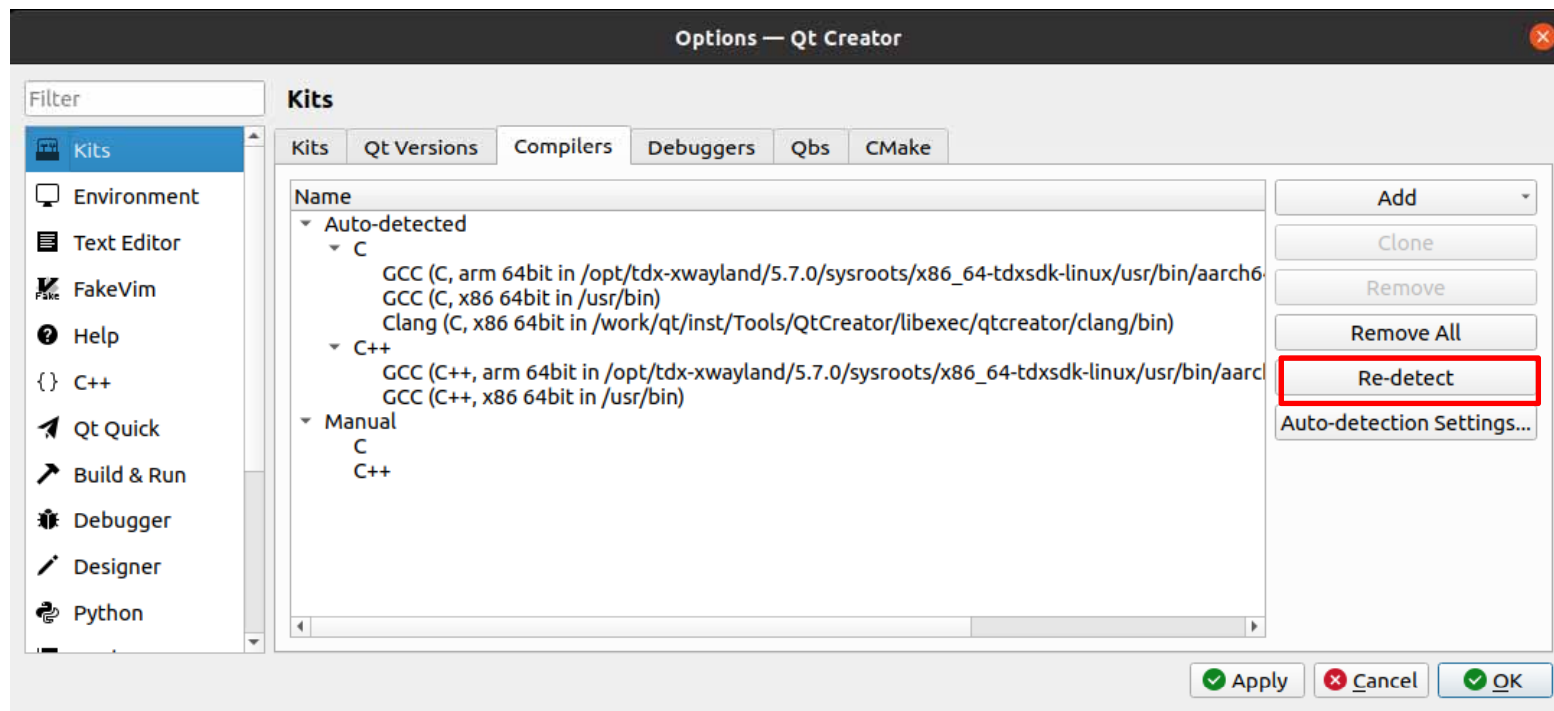 Options — Qt Creator
Filter
Kits
Environment
Text Editor
FakeVim
Help
{} C++
Qt Quick
Build & Run
Debugger
Designer
Python
Kits
Kits Qt Versions Compilers Debuggers Qbs CMake
Name
Auto-detected
C
GCC (C, arm 64bit in /opt/tdx-xwayland/5.7.0/sysroots/x86_64-tdxsdk-linux/usr/bin/aarch6
GCC (C, x86 64bit in /usr/bin)
Clang (C, x86 64bit in /work/qt/inst/Tools/QtCreator/libexec/qtcreator/clang/bin)
C++
GCC (C++, arm 64bit in /opt/tdx-xwayland/5.7.0/sysroots/x86_64-tdxsdk-linux/usr/bin/aarc
GCC (C++, x86 64bit in /usr/bin)
Manual
C
C++
Add
Clone
Remove
Remove All
Re-detect
Auto-detection Settings...
Apply Cancel OK